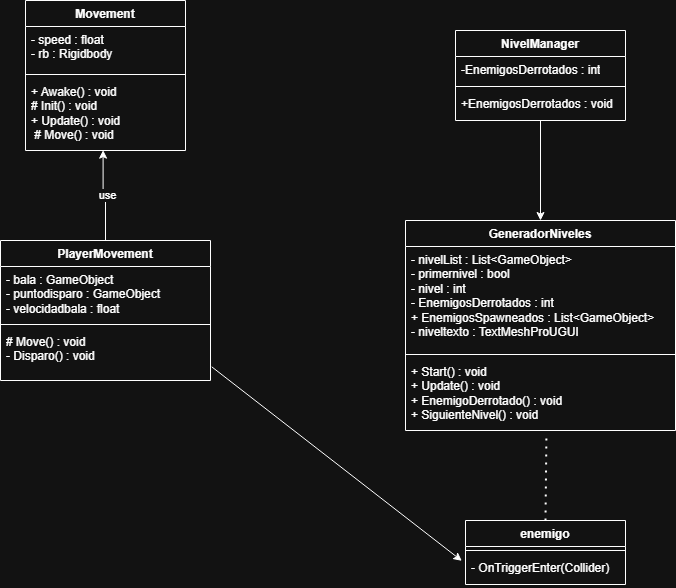 Movement
- speed : float
- rb : Rigidbody
+ Awake() : void
# Init() : void
+ Update() : void
# Move() : void
use
PlayerMovement
- bala : GameObject
- puntodisparo : GameObject
- velocidadbala : float
# Move() : void
- Disparo() : void
NivelManager
-EnemigosDerrotados : int
+EnemigosDerrotados : void
GeneradorNiveles
- nivelList : List<GameObject>
- primernivel : bool
- nivel : int
- EnemigosDerrotados : int
+ EnemigosSpawneados : List<GameObject>
- niveltexto : TextMeshProUGUI
+ Start() : void
+ Update() : void
+ EnemigoDerrotado() : void
+ SiguienteNivel() : void
enemigo
- OnTriggerEnter(Collider)